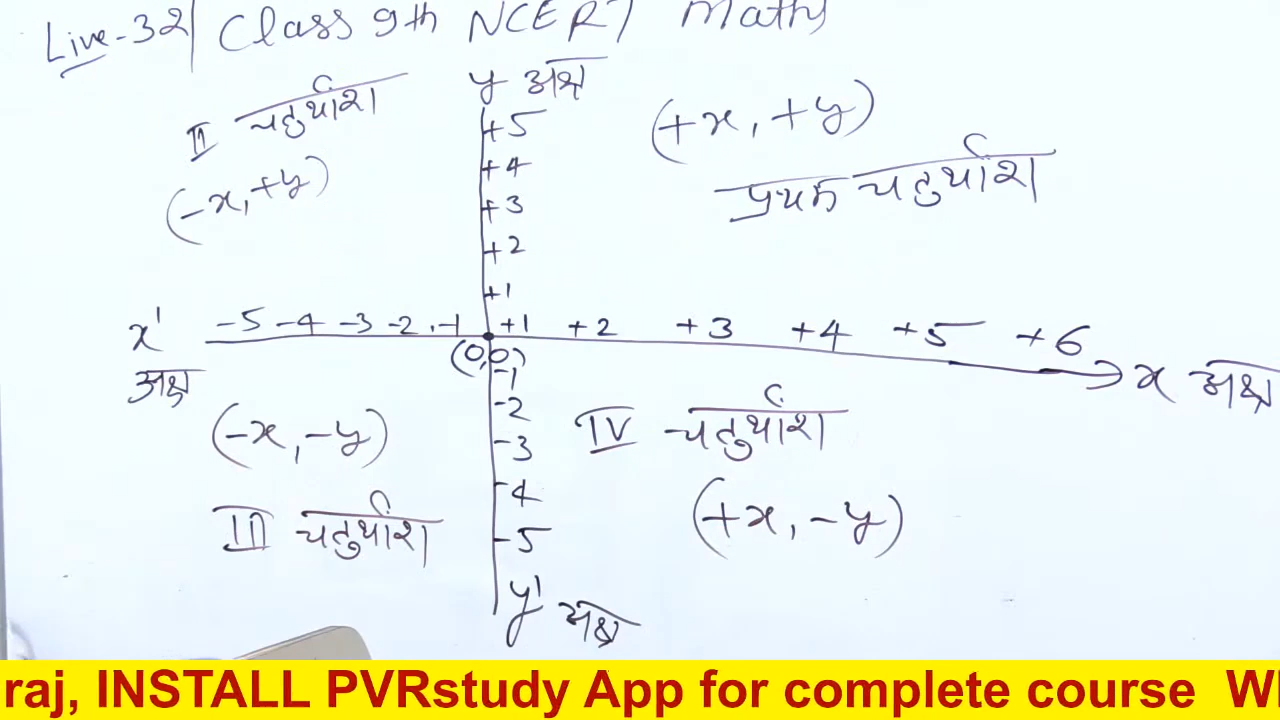 Live-32 | Class 9th NCERT Maths
y अक्ष
II चतुर्थांश
(-x, +y)
(+x, +y)
प्रथम चतुर्थांश
+5
+4
+3
+2
+1
x' -5 -4 -3 -2 -1 +1 +2 +3 +4 +5 +6
अक्ष
(0,0)
x अक्ष
-1
-2
-3
-4
-5
(-x, -y)
III चतुर्थांश
IV चतुर्थांश
(+x, -y)
y' अक्ष
raj, INSTALL PVRstudy App for complete course